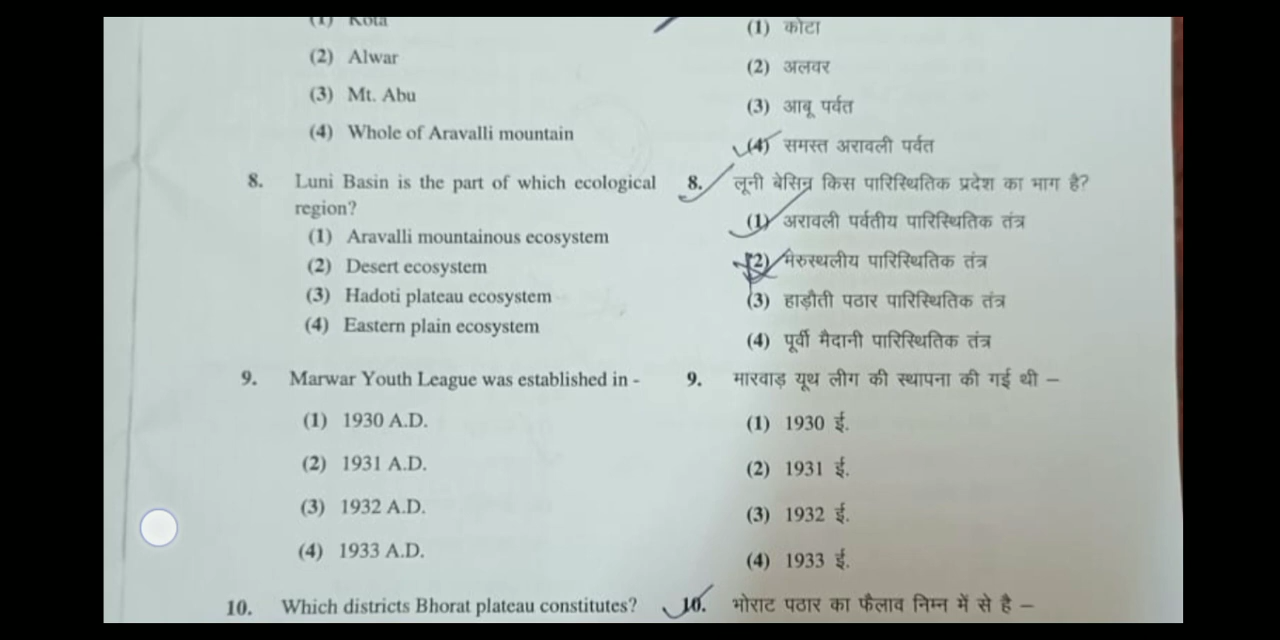 (1) Kota
(2) Alwar
(3) Mt. Abu
(4) Whole of Aravalli mountain
8. Luni Basin is the part of which ecological
region?
(1) Aravalli mountainous ecosystem
(2) Desert ecosystem
(3) Hadoti plateau ecosystem
(4) Eastern plain ecosystem
9. Marwar Youth League was established in -
(1) 1930 A.D.
(2) 1931 A.D.
(3) 1932 A.D.
(4) 1933 A.D.
10. Which districts Bhorat plateau constitutes?
(1) कोटा
(2) अलवर
(3) आबू पर्वत
(4) समस्त अरावली पर्वत
8. लूनी बेसिन किस पारिस्थितिक प्रदेश का भाग है?
(1) अरावली पर्वतीय पारिस्थितिक तंत्र
(2) मरुस्थलीय पारिस्थितिक तंत्र
(3) हाड़ौती पठार पारिस्थितिक तंत्र
(4) पूर्वी मैदानी पारिस्थितिक तंत्र
9. मारवाड़ यूथ लीग की स्थापना की गई थी –
(1) 1930 ई.
(2) 1931 ई.
(3) 1932 ई.
(4) 1933 ई.
10. भोराट पठार का फैलाव निम्न में से है –